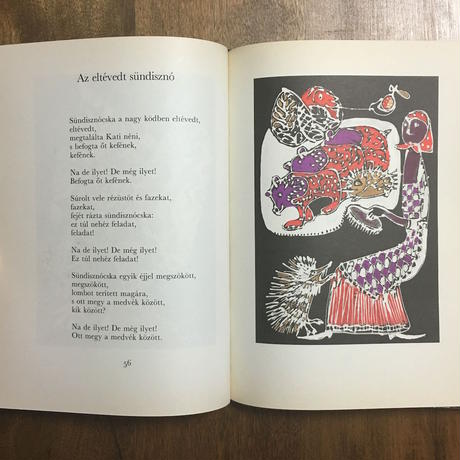 Az eltévedt sündisznó
Sündisznócska a nagy ködben eltévedt,
eltévedt,
megtalálta Kati néni,
s befogta őt kefének,
kefének.
Na de ilyet! De még ilyet!
Befogta őt kefének.
Súrolt vele rézüstöt és fazekat,
fazekat,
fejét rázta sündisznócska:
ez túl nehéz feladat,
feladat!
Na de ilyet! De még ilyet!
Ez túl nehéz feladat!
Sündisznócska egyik éjjel megszökött,
megszökött,
lombot terített magára,
s ott megy a medvék között,
kik között?
Na de ilyet! De még ilyet!
Ott megy a medvék között.
56